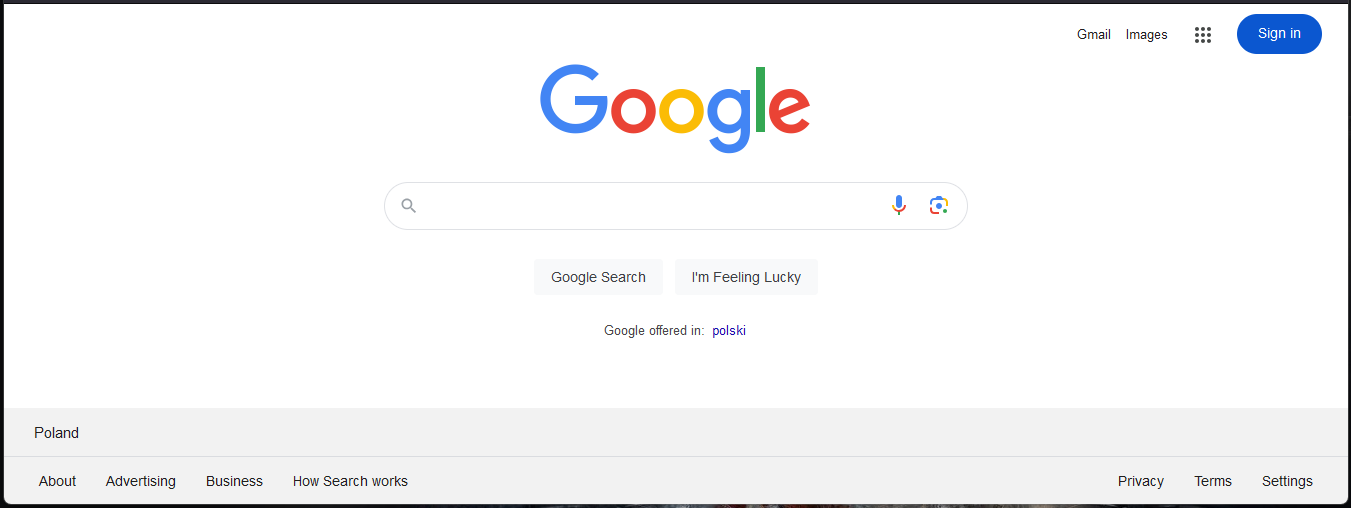 Gmail Images Sign in
Google
Google Search I'm Feeling Lucky
Google offered in: polski
Poland
About Advertising Business How Search works Privacy Terms Settings